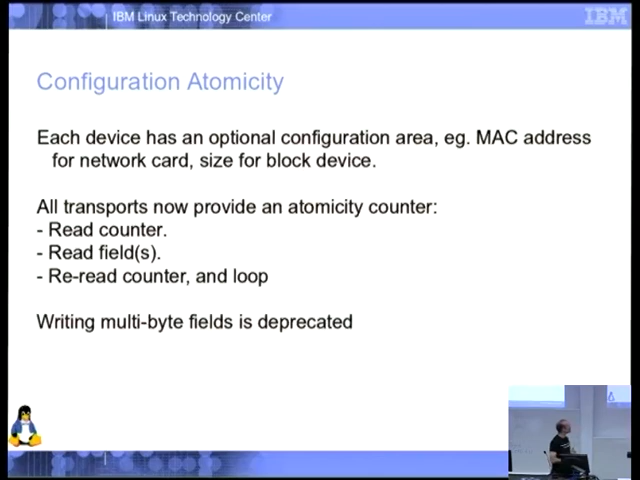 IBM Linux Technology Center
IBM
Configuration Atomicity
Each device has an optional configuration area, eg. MAC address
for network card, size for block device.
All transports now provide an atomicity counter:
- Read counter.
- Read field(s).
- Re-read counter, and loop
Writing multi-byte fields is deprecated